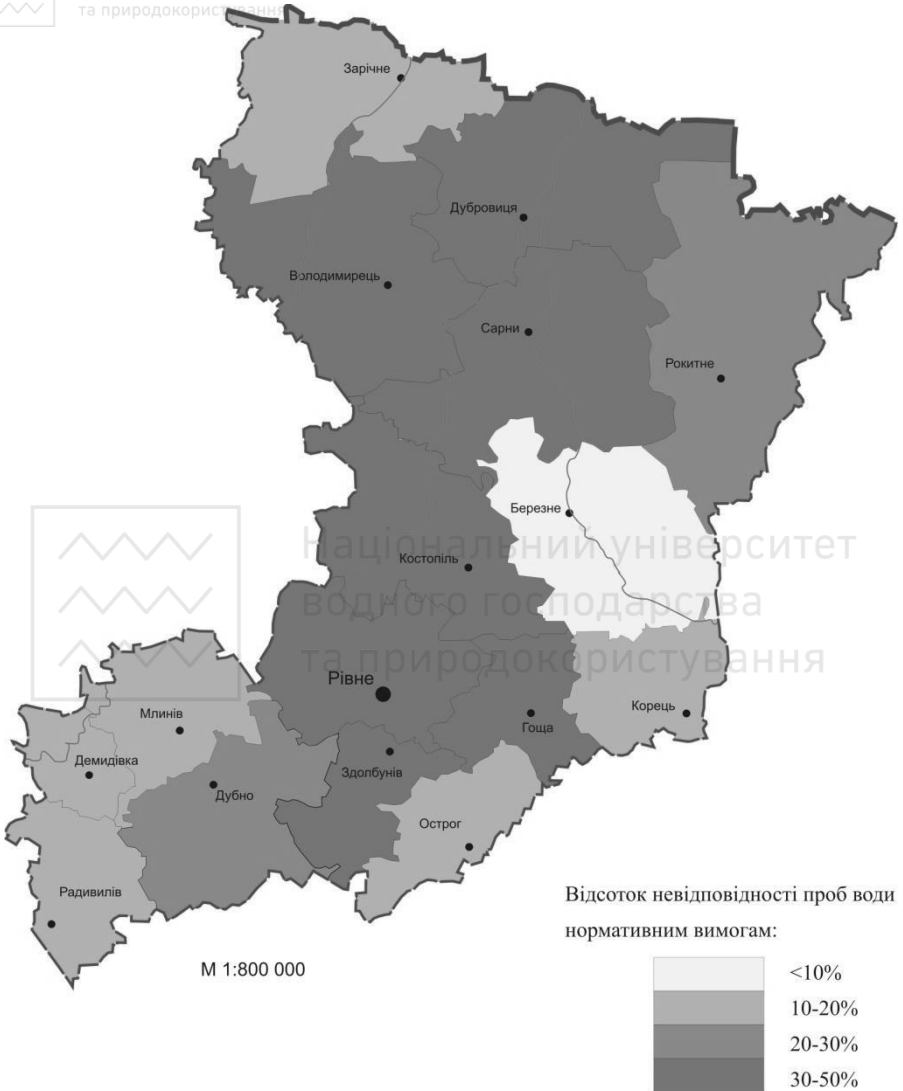 та природокористування
Зарічне
Дубровиця
Володимирець
Сарни
Рокитне
Березне
Національний університет
Костопіль
водного господарства
та природокористування
Рівне
Млинів
Корець
Гоща
Демидівка
Здолбунів
Дубно
Острог
Радивилів
Відсоток невідповідності проб води
нормативним вимогам:
М 1:800 000
<10%
10-20%
20-30%
30-50%